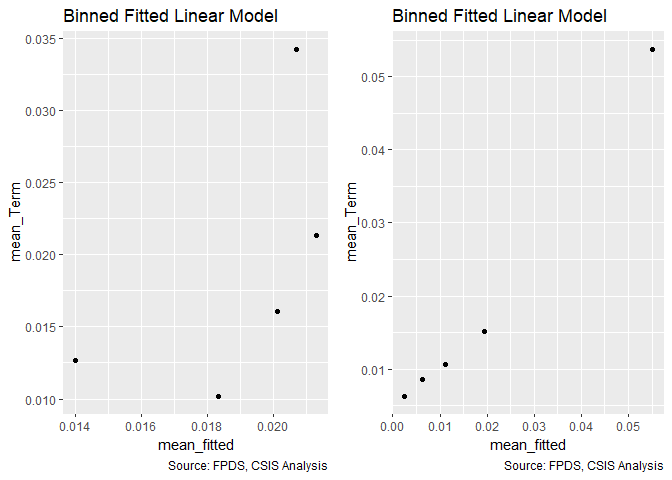 Binned Fitted Linear Model
0.035
0.030
0.025
0.020
0.015
0.010
mean_Term
0.014 0.016 0.018 0.020
mean_fitted
Source: FPDS, CSIS Analysis
Binned Fitted Linear Model
0.05
0.04
0.03
0.02
0.01
mean_Term
0.00 0.01 0.02 0.03 0.04 0.05
mean_fitted
Source: FPDS, CSIS Analysis